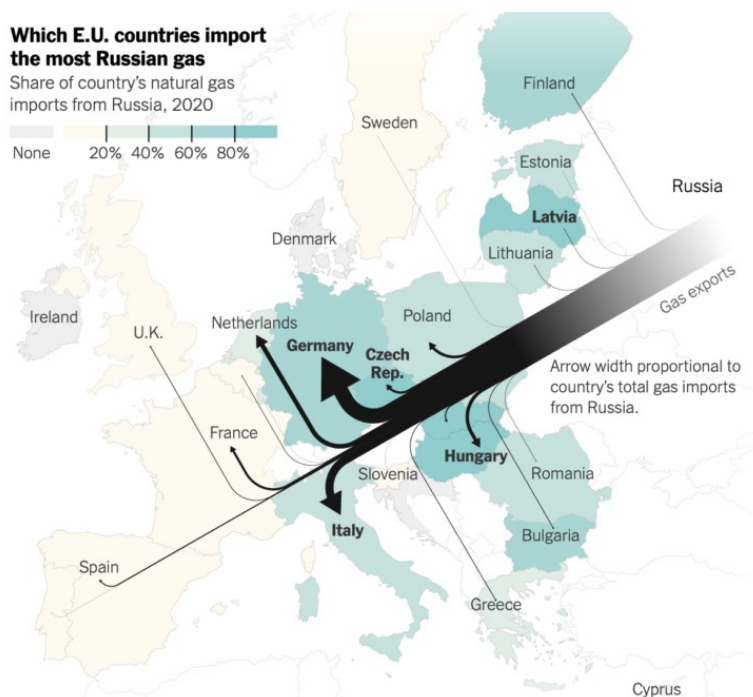 Which E.U. countries import
the most Russian gas
Share of country's natural gas
imports from Russia, 2020
None
20% 40% 60% 80%
Finland
Sweden
Estonia
Russia
Latvia
Denmark
Lithuania
Gas exports
Ireland
U.K.
Netherlands
Germany
Poland
Czech
Rep.
Arrow width proportional to
country's total gas imports
from Russia.
France
Hungary
Slovenia
Romania
Italy
Bulgaria
Spain
Greece
Cyprus